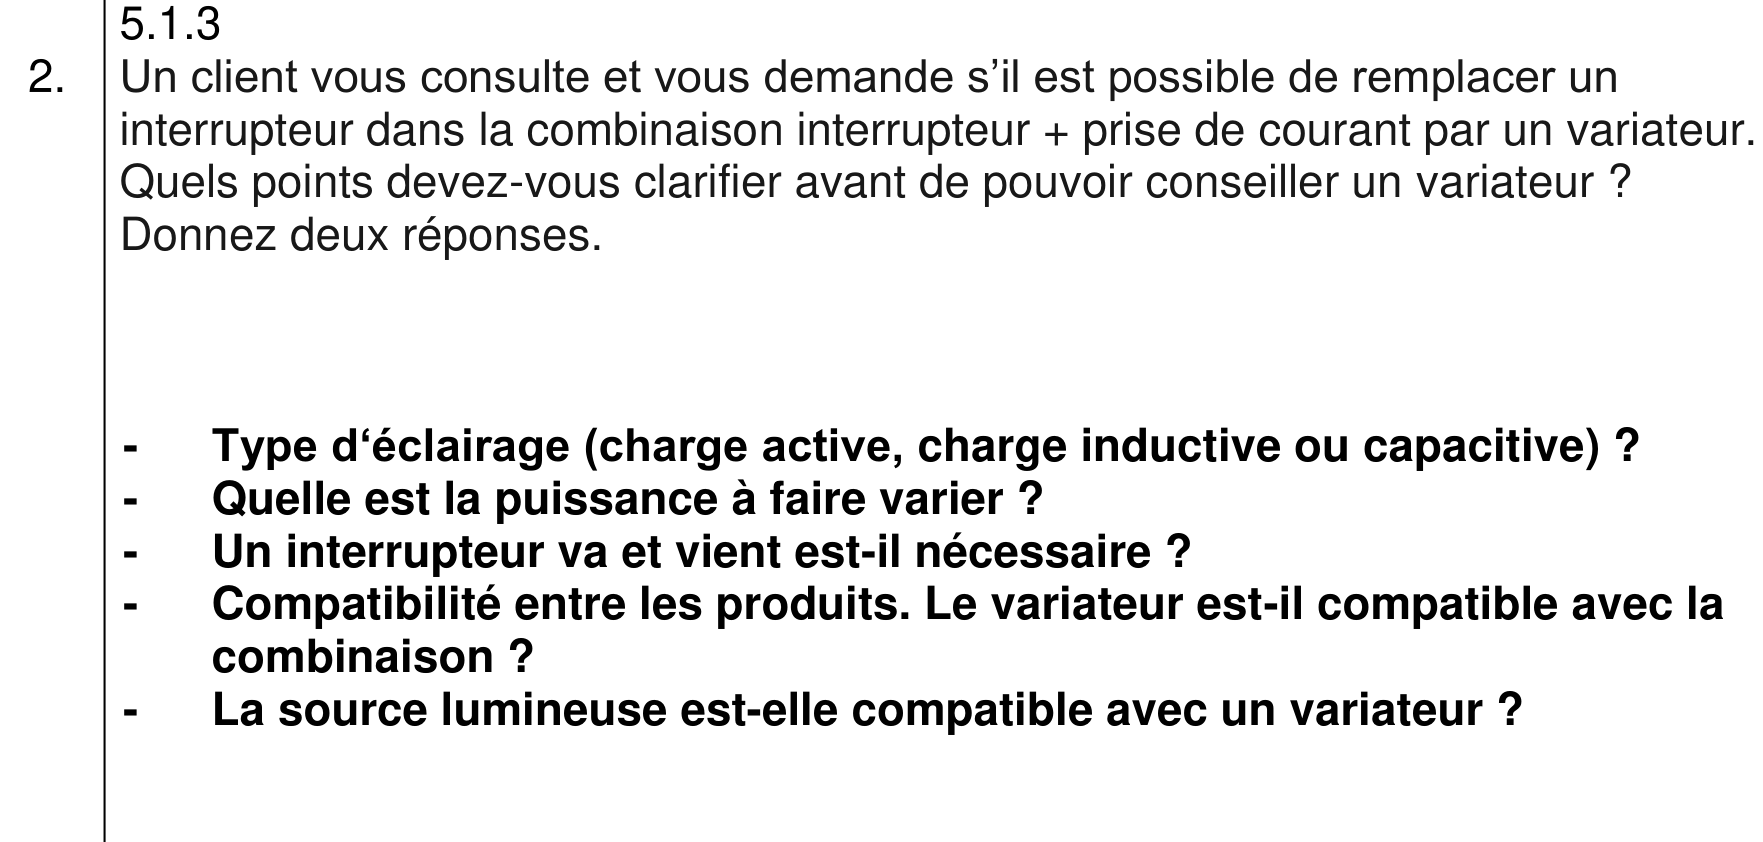 5.1.3
2. Un client vous consulte et vous demande s’il est possible de remplacer un
interrupteur dans la combinaison interrupteur + prise de courant par un variateur.
Quels points devez-vous clarifier avant de pouvoir conseiller un variateur ?
Donnez deux réponses.
- Type d‘éclairage (charge active, charge inductive ou capacitive) ?
- Quelle est la puissance à faire varier ?
- Un interrupteur va et vient est-il nécessaire ?
- Compatibilité entre les produits. Le variateur est-il compatible avec la
combinaison ?
- La source lumineuse est-elle compatible avec un variateur ?